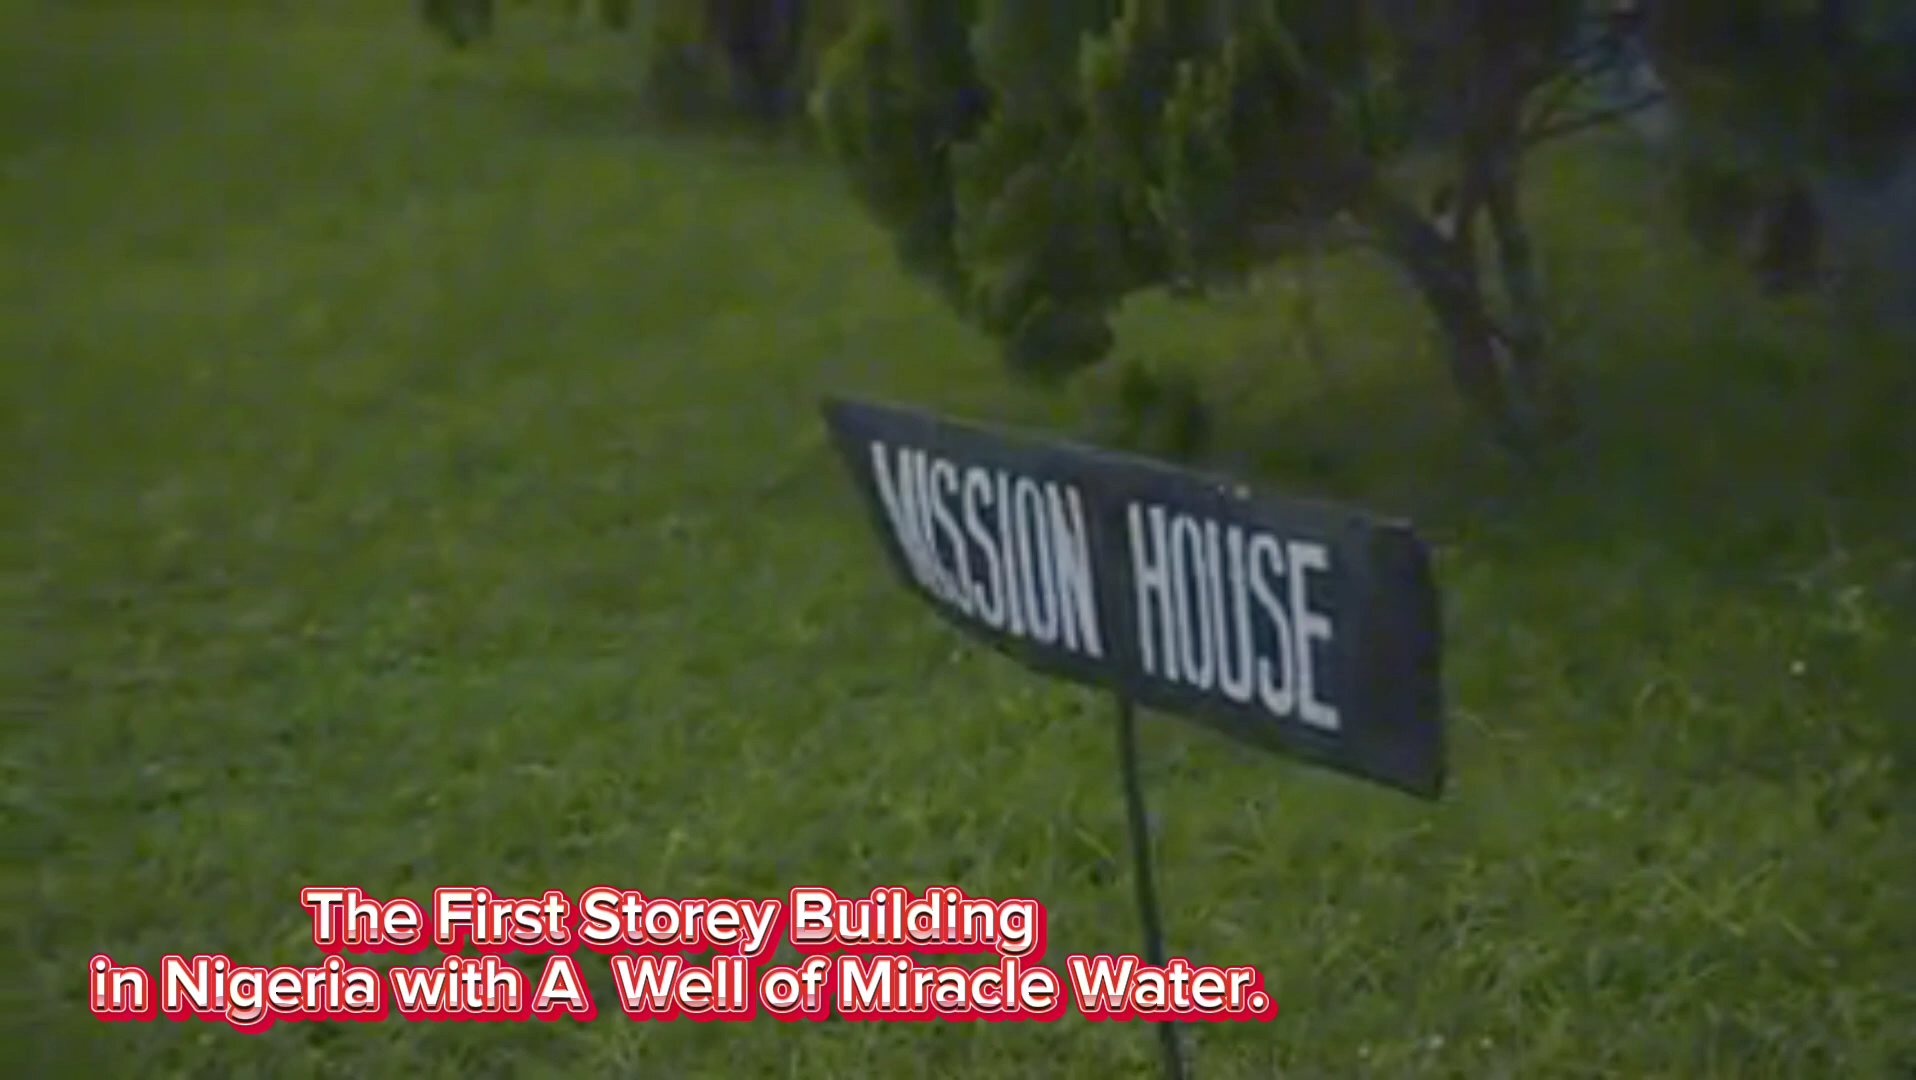 MISSION HOUSE
The First Storey Building
in Nigeria with A Well of Miracle Water.